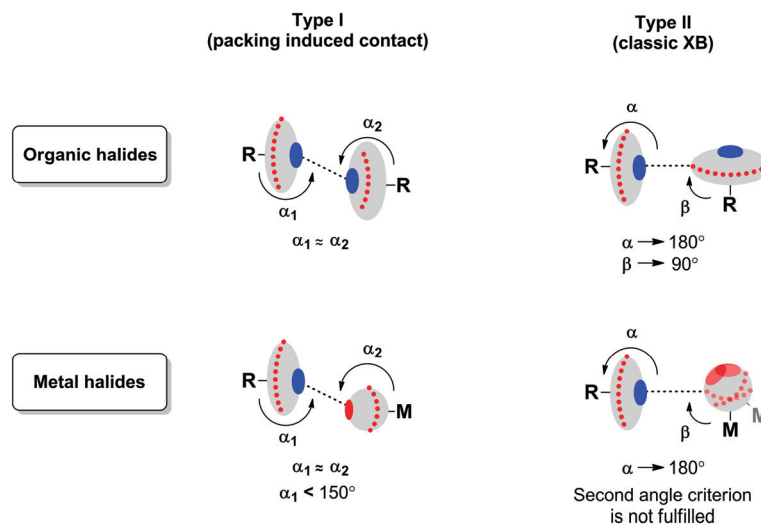 Type I
(packing induced contact)
Type II
(classic XB)
Organic halides
R
α1
α2
R
α1 ≈ α2
α
R
β
R
α → 180°
β → 90°
Metal halides
R
α1
α2
M
α1 ≈ α2
α1 < 150°
α
R
β
M
M
α → 180°
Second angle criterion
is not fulfilled